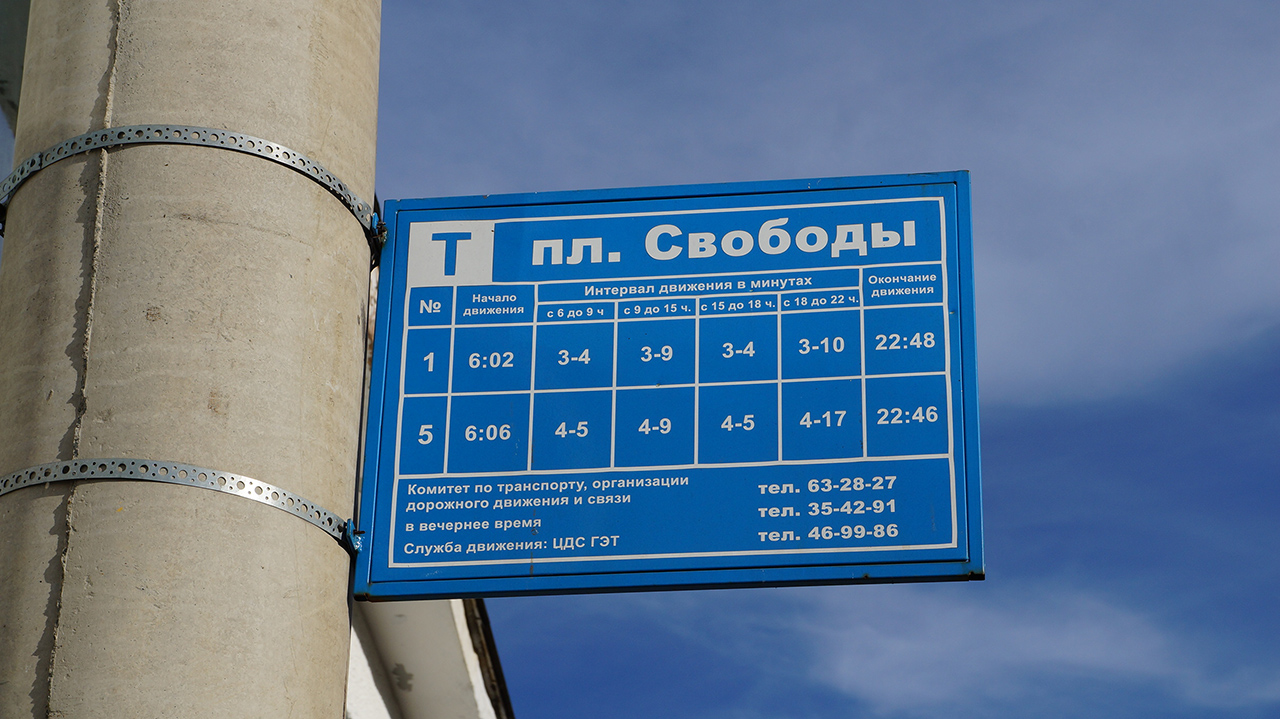 Т пл. Свободы
№ Начало движения Интервал движения в минутах Окончание движения
с 6 до 9 ч с 9 до 15 ч. с 15 до 18 ч. с 18 до 22 ч.
1 6:02 3-4 3-9 3-4 3-10 22:48
5 6:06 4-5 4-9 4-5 4-17 22:46
Комитет по транспорту, организации тел. 63-28-27
дорожного движения и связи
в вечернее время тел. 35-42-91
Служба движения: ЦДС ГЭТ тел. 46-99-86